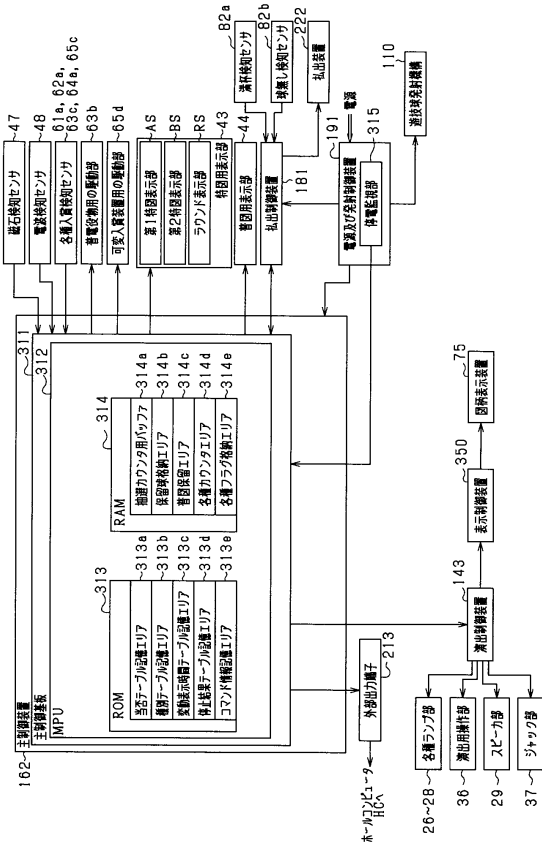 162
主制御装置
311
主制御基板
312
MPU
313
ROM
当否テーブル記憶エリア
313a
種別テーブル記憶エリア
313b
変動表示時間テーブル記憶エリア
313c
停止結果テーブル記憶エリア
313d
コマンド情報記憶エリア
313e
314
RAM
抽選カウンタ用バッファ
314a
保留球格納エリア
314b
普図保留エリア
314c
各種カウンタエリア
314d
各種フラグ格納エリア
314e
磁石検知センサ
47
電波検知センサ
48
各種入賞検知センサ
61a, 62a,
63c, 64a, 65c
普電役物用の駆動部
63b
可変入賞装置用の駆動部
65d
第1特図表示部
AS
第2特図表示部
BS
ラウンド表示部
RS
特図用表示部
43
普図用表示部
44
払出制御装置
181
満杯検知センサ
82a
球無し検知センサ
82b
払出装置
222
電源及び発射制御装置
191
電源
停電監視部
315
遊技球発射機構
110
外部出力端子
213
ホールコンピュータ
HCへ
演出制御装置
143
表示制御装置
350
図柄表示装置
75
各種ランプ部
26~28
演出用操作部
36
スピーカ部
29
ジャック部
37